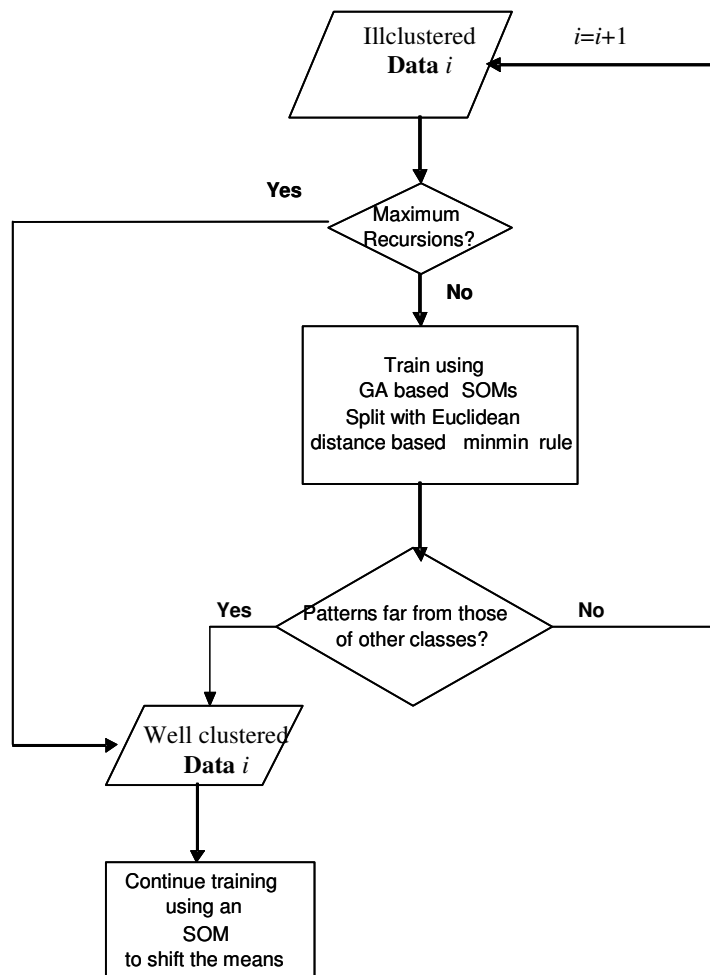 Illclustered
Data i
i=i+1
Yes
Maximum
Recursions?
No
Train using
GA based SOMs
Split with Euclidean
distance based minmin rule
Yes
Patterns far from those
of other classes?
No
Well clustered
Data i
Continue training
using an
SOM
to shift the means